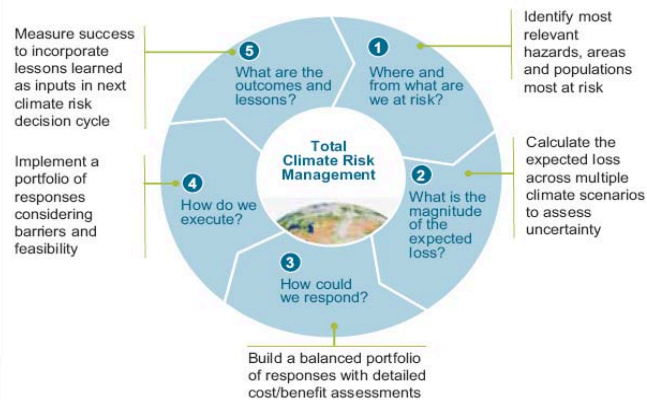 Total
Climate Risk
Management
1
Where and
from what are
we at risk?
Identify most
relevant
hazards, areas
and populations
most at risk
2
What is the
magnitude
of the
expected
loss?
Calculate the
expected loss
across multiple
climate scenarios
to assess
uncertainty
3
How could
we respond?
Build a balanced portfolio
of responses with detailed
cost/benefit assessments
4
How do we
execute?
Implement a
portfolio of
responses
considering
barriers and
feasibility
5
What are the
outcomes and
lessons?
Measure success
to incorporate
lessons learned
as inputs in next
climate risk
decision cycle